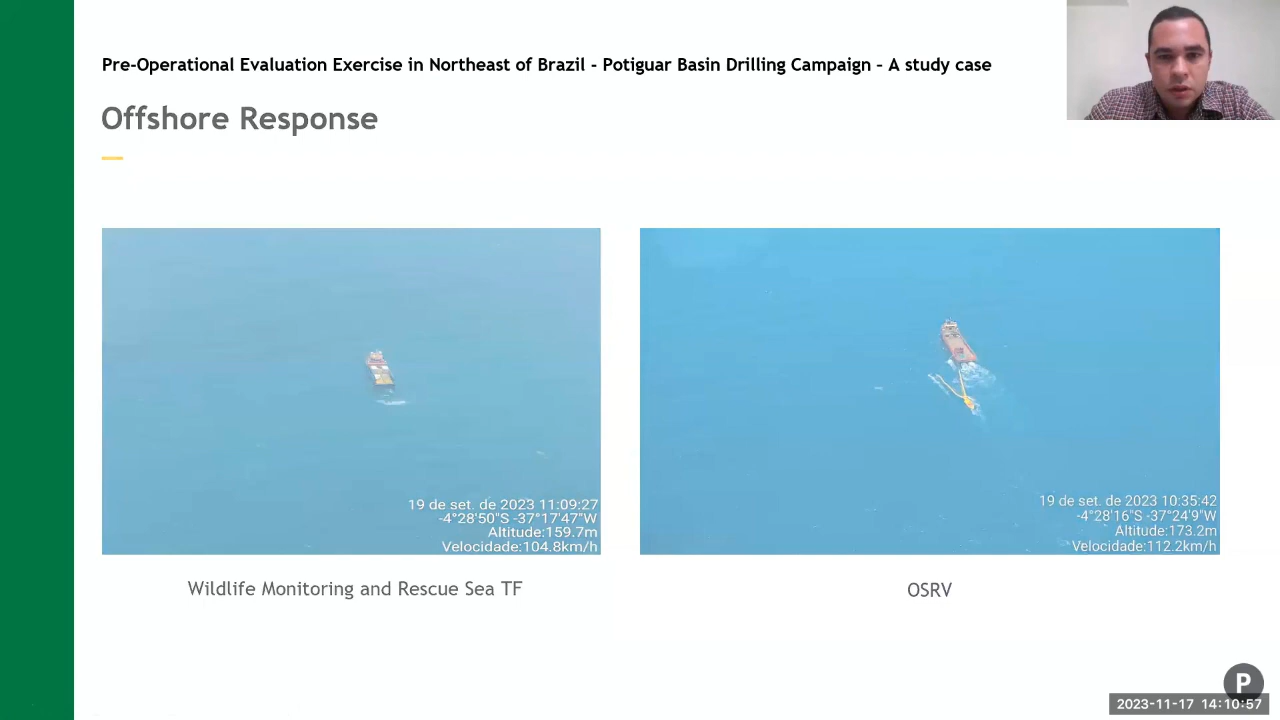 Pre-Operational Evaluation Exercise in Northeast of Brazil - Potiguar Basin Drilling Campaign – A study case
Offshore Response
19 de set. de 2023 11:09:27
-4°28'50"S -37°17'47"W
Altitude:159.7m
Velocidade:104.8km/h
19 de set. de 2023 10:35:42
-4°28'16"S -37°24'9"W
Altitude:173.2m
Velocidade:112.2km/h
Wildlife Monitoring and Rescue Sea TF
OSRV
P
2023-11-17 14:10:57